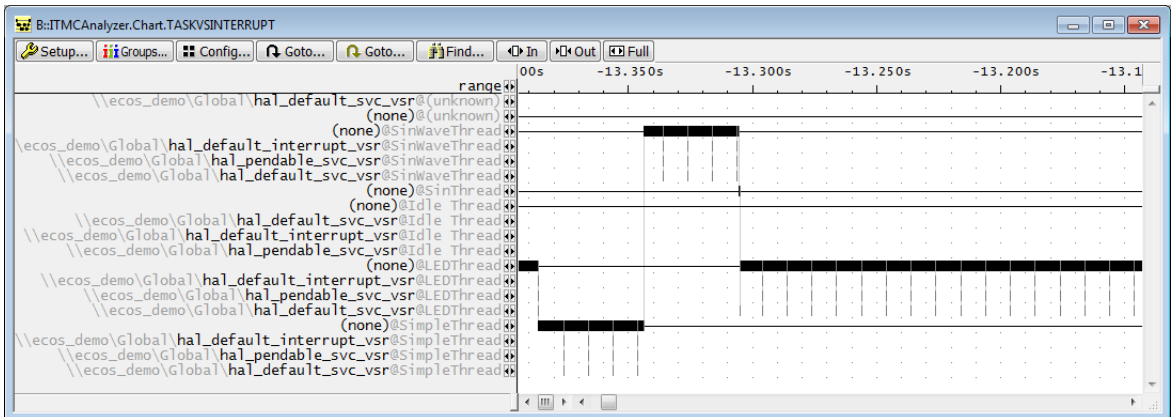 B::ITMCAnalyzer.Chart.TASKVSINTERRUPT
Setup... Groups... Config... Goto... Goto... Find... In Out Full
00s -13.350s -13.300s -13.250s -13.200s -13.1
range
\\ecos_demo\Global\hal_default_svc_vsr@(unknown)
(none)@(unknown)
(none)@SinWaveThread
\ecos_demo\Global\hal_default_interrupt_vsr@SinWaveThread
\\ecos_demo\Global\hal_pendable_svc_vsr@SinWaveThread
\\ecos_demo\Global\hal_default_svc_vsr@SinWaveThread
(none)@SinThread
(none)@Idle Thread
\\ecos_demo\Global\hal_default_svc_vsr@Idle Thread
\\ecos_demo\Global\hal_default_interrupt_vsr@Idle Thread
\\ecos_demo\Global\hal_pendable_svc_vsr@Idle Thread
(none)@LEDThread
\\ecos_demo\Global\hal_default_interrupt_vsr@LEDThread
\\ecos_demo\Global\hal_pendable_svc_vsr@LEDThread
\\ecos_demo\Global\hal_default_svc_vsr@LEDThread
(none)@SimpleThread
\\ecos_demo\Global\hal_default_interrupt_vsr@SimpleThread
\\ecos_demo\Global\hal_pendable_svc_vsr@SimpleThread
\\ecos_demo\Global\hal_default_svc_vsr@SimpleThread